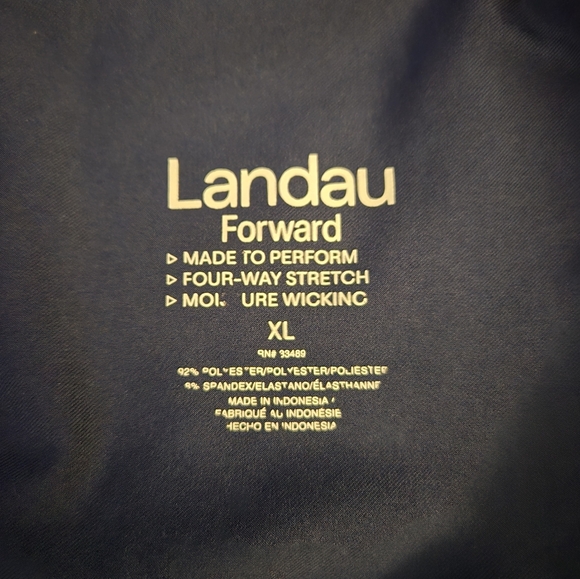 Landau
Forward
▷ MADE TO PERFORM
▷ FOUR-WAY STRETCH
▷ MOI URE WICKING
XL
RN# 33489
92% POLYESTER/POLYESTER/POLIÉSTER
SPANDEX/ELASTANO/ÉLASTHANNE
MADE IN INDONESIA
FABRIQUÉ AU INDONÉSIE
HECHO EN INDONESIA